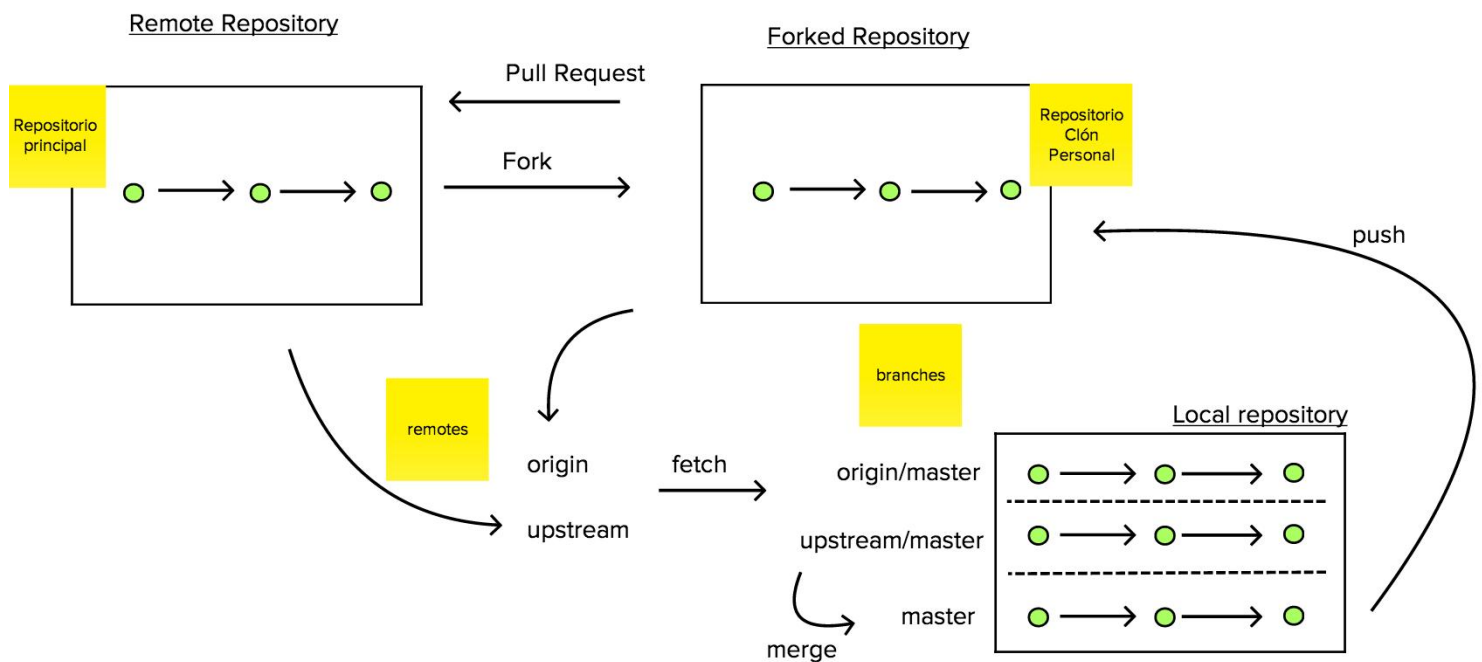 Remote Repository
Forked Repository
Pull Request
Repositorio
principal
Repositorio
Clón
Personal
Fork
push
branches
remotes
Local repository
origin
fetch
origin/master
upstream
upstream/master
master
merge